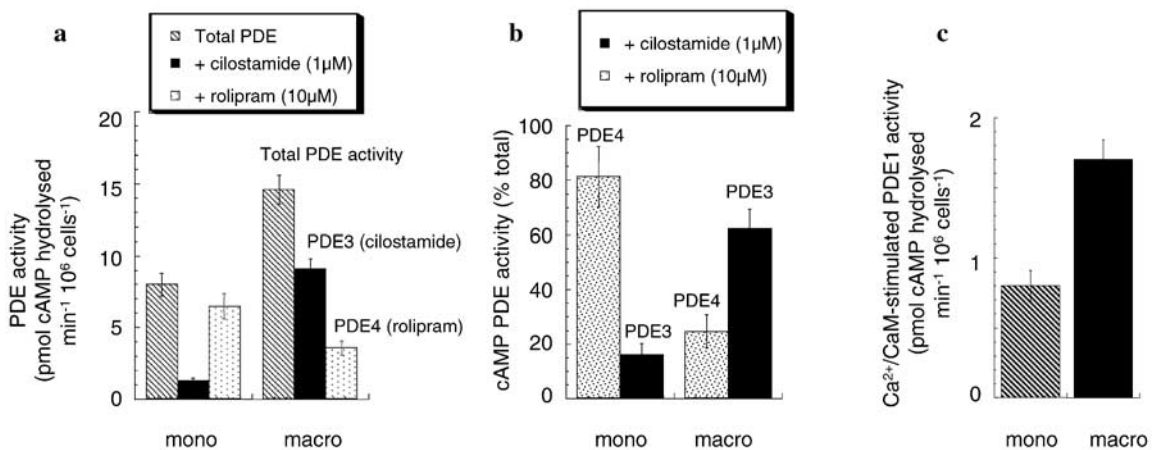 a
Total PDE
+ cilostamide (1µM)
+ rolipram (10µM)
PDE activity
(pmol cAMP hydrolysed
min⁻¹ 10⁶ cells⁻¹)
20
15
10
5
0
Total PDE activity
PDE3 (cilostamide)
PDE4 (rolipram)
mono macro
b
+ cilostamide (1µM)
+ rolipram (10µM)
cAMP PDE activity (% total)
100
80
60
40
20
0
PDE4
PDE3
PDE4
PDE3
mono macro
c
Ca²⁺/CaM-stimulated PDE1 activity
(pmol cAMP hydrolysed
min⁻¹ 10⁶ cells⁻¹)
2
1
0
mono macro